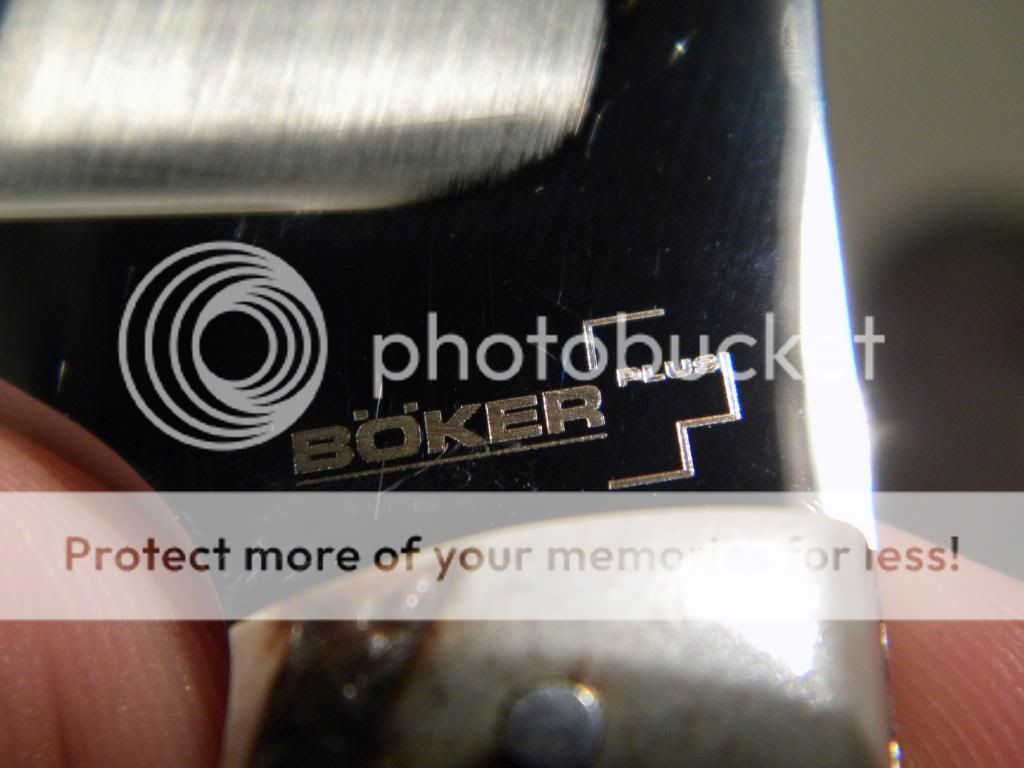 photobucket
PLUS
BÖKER
Protect more of your memories for less!